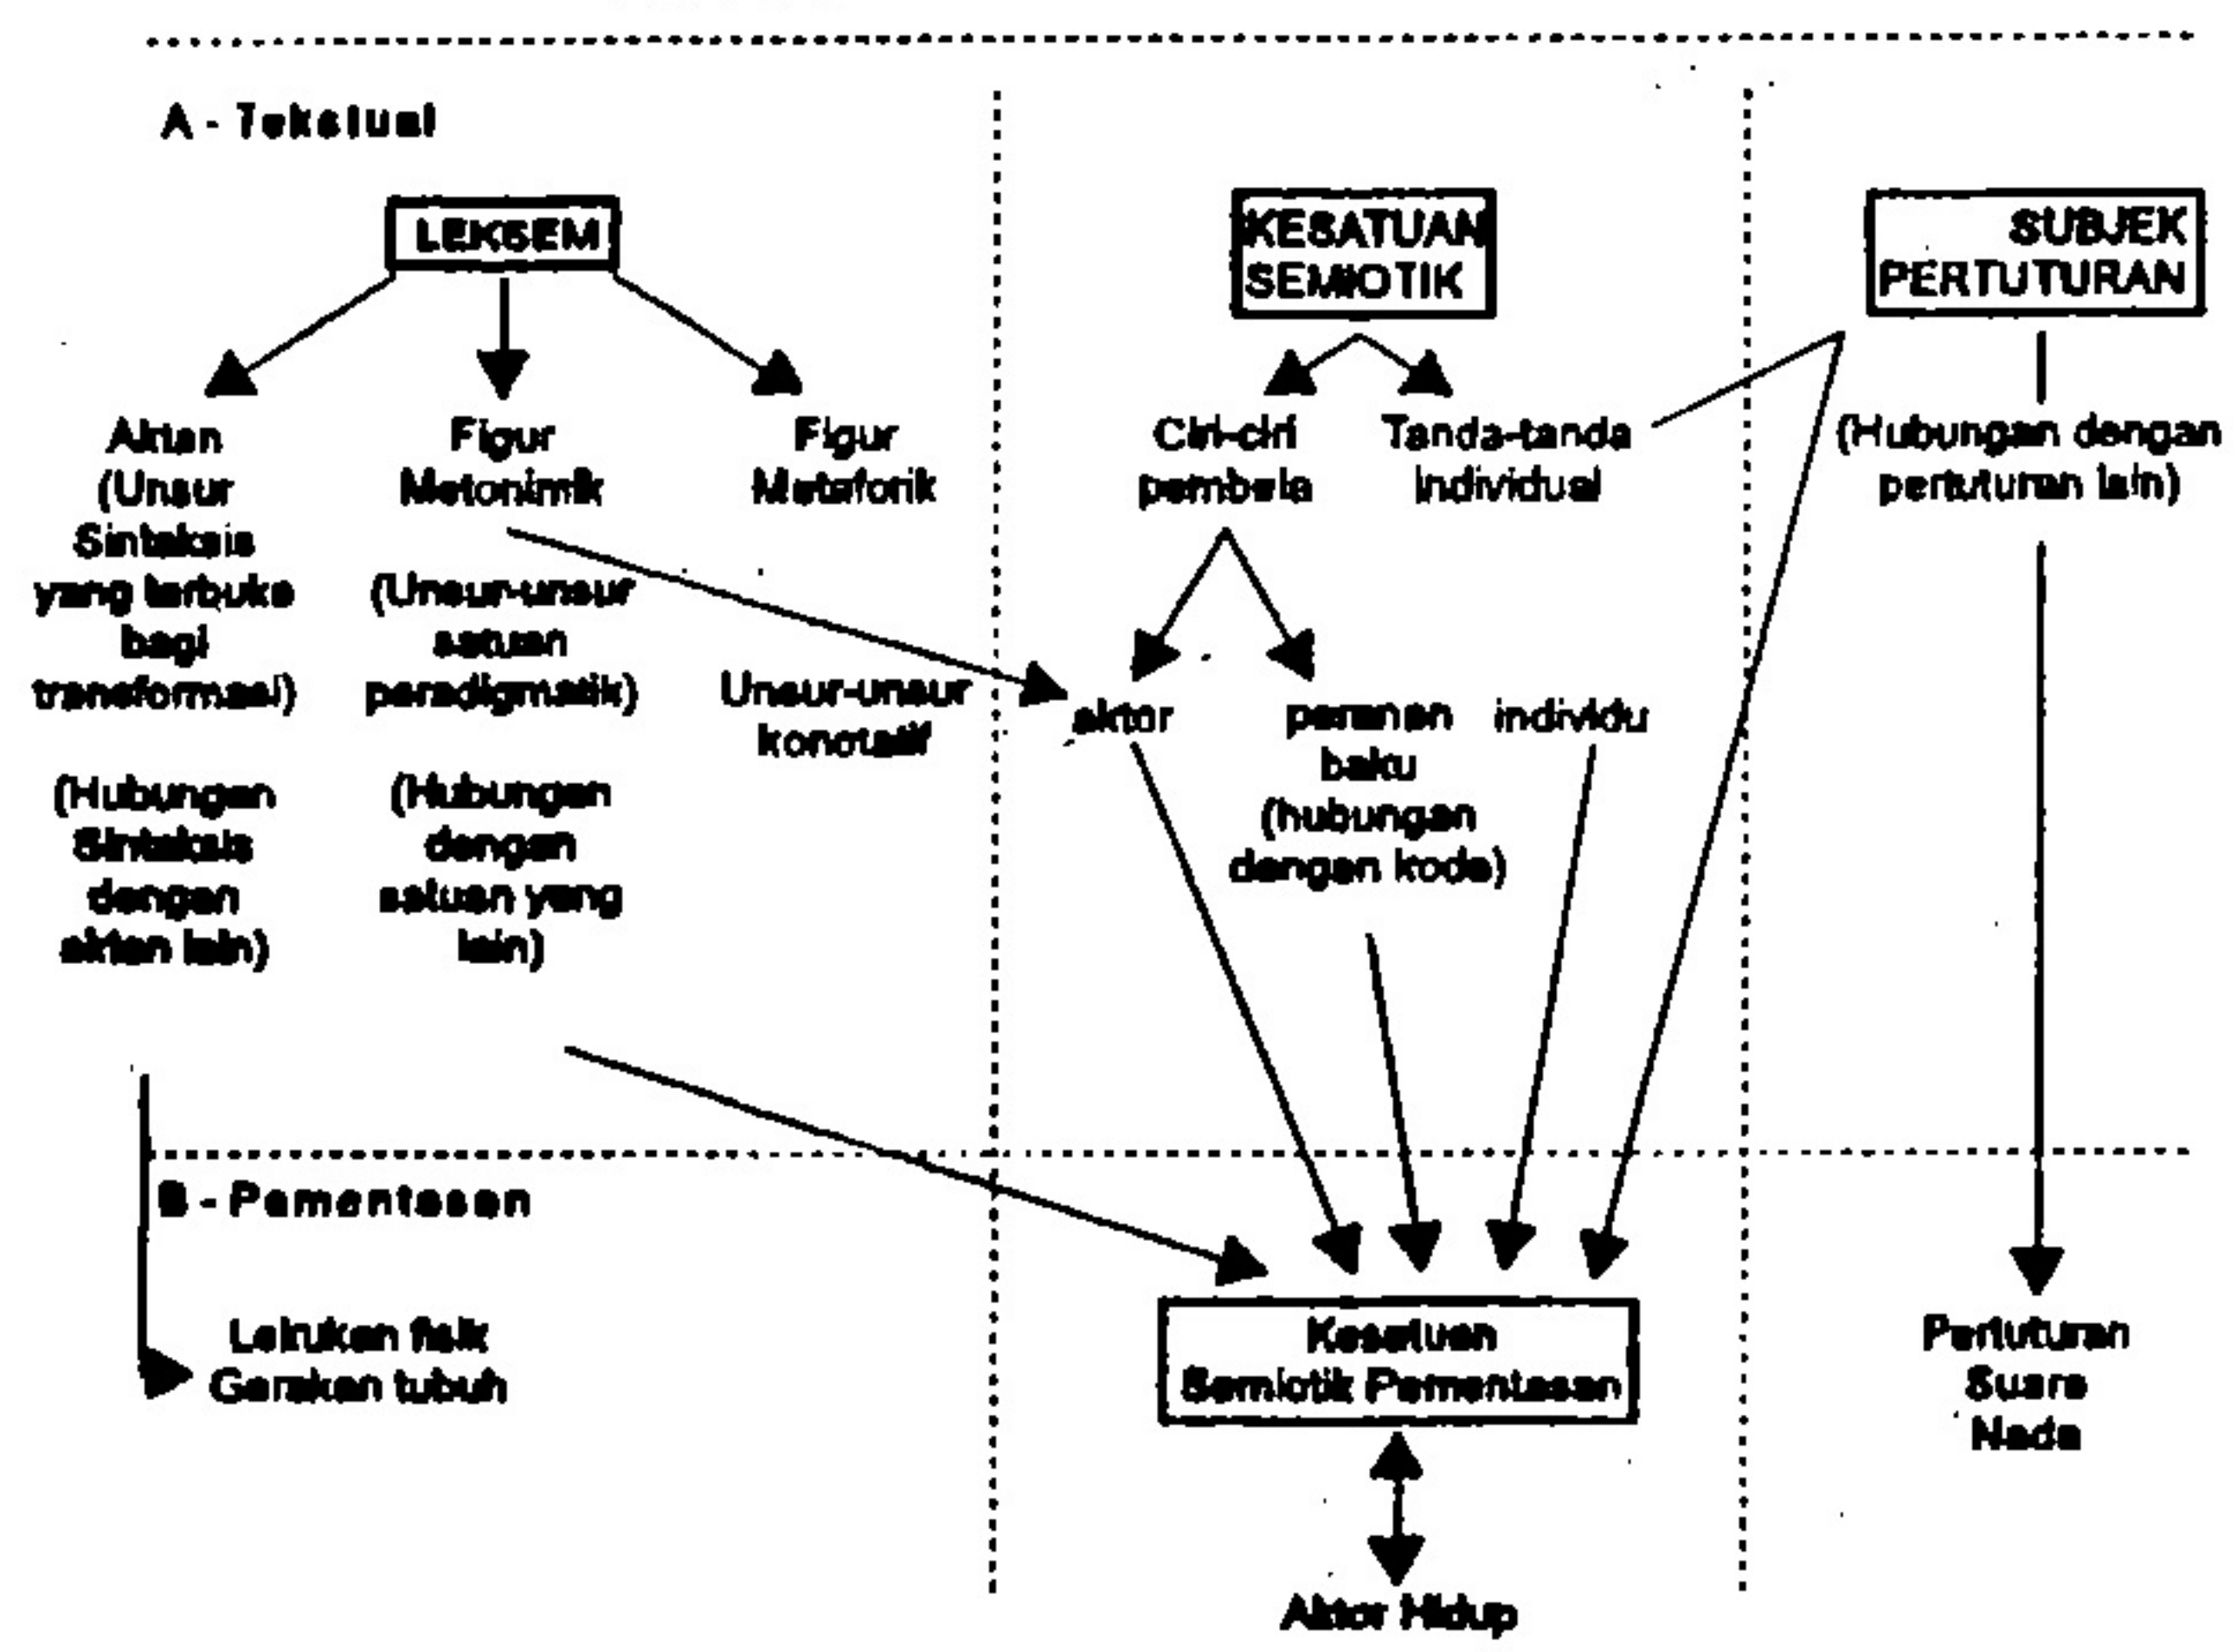 A - Tekstual
LEKSEM
KESATUAN
SEMIOTIK
SUBJEK
PERTUTURAN
Aktan
(Unsur
Sintaksis
yang terbuka
bagi
transformasi)
(Hubungan
Sintaksis
dengan
aktan lain)
Figur
Metonimik
(Unsur-unsur
satuan
paradigmatik)
(Hubungan
dengan
satuan yang
lain)
Figur
Metaforik
Unsur-unsur
konotatif
Ciri-ciri
pembela
Tanda-tanda
individual
aktor
peranan
baku
(hubungan
dengan kode)
individu
(Hubungan dengan
pertuturan lain)
B - Pementasan
Lakukan fisik
Gerakan tubuh
Kesatuan
Semiotik Pementasan
Aktor Hidup
Pertuturan
Suara
Nada